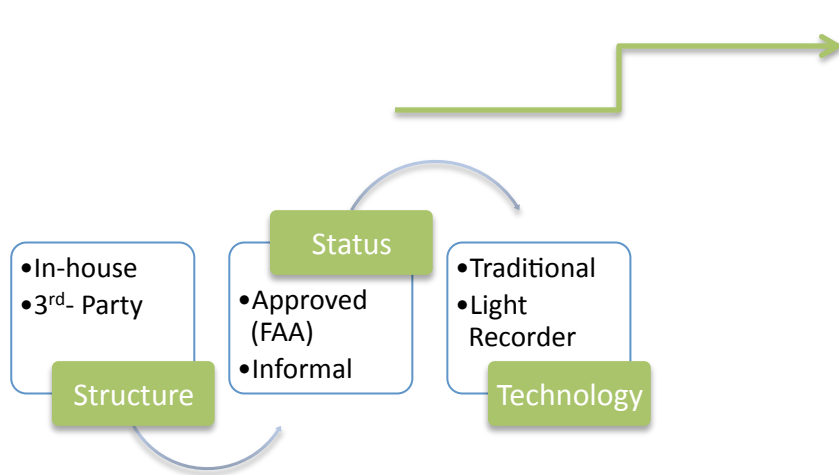 •In-house
•3rd- Party
Structure
Status
•Approved
(FAA)
•Informal
•Traditional
•Light
Recorder
Technology